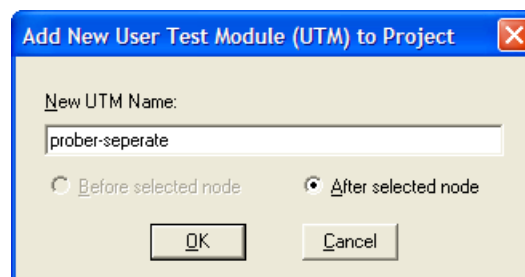 Add New User Test Module (UTM) to Project
New UTM Name:
prober-seperate
Before selected node After selected node
OK Cancel